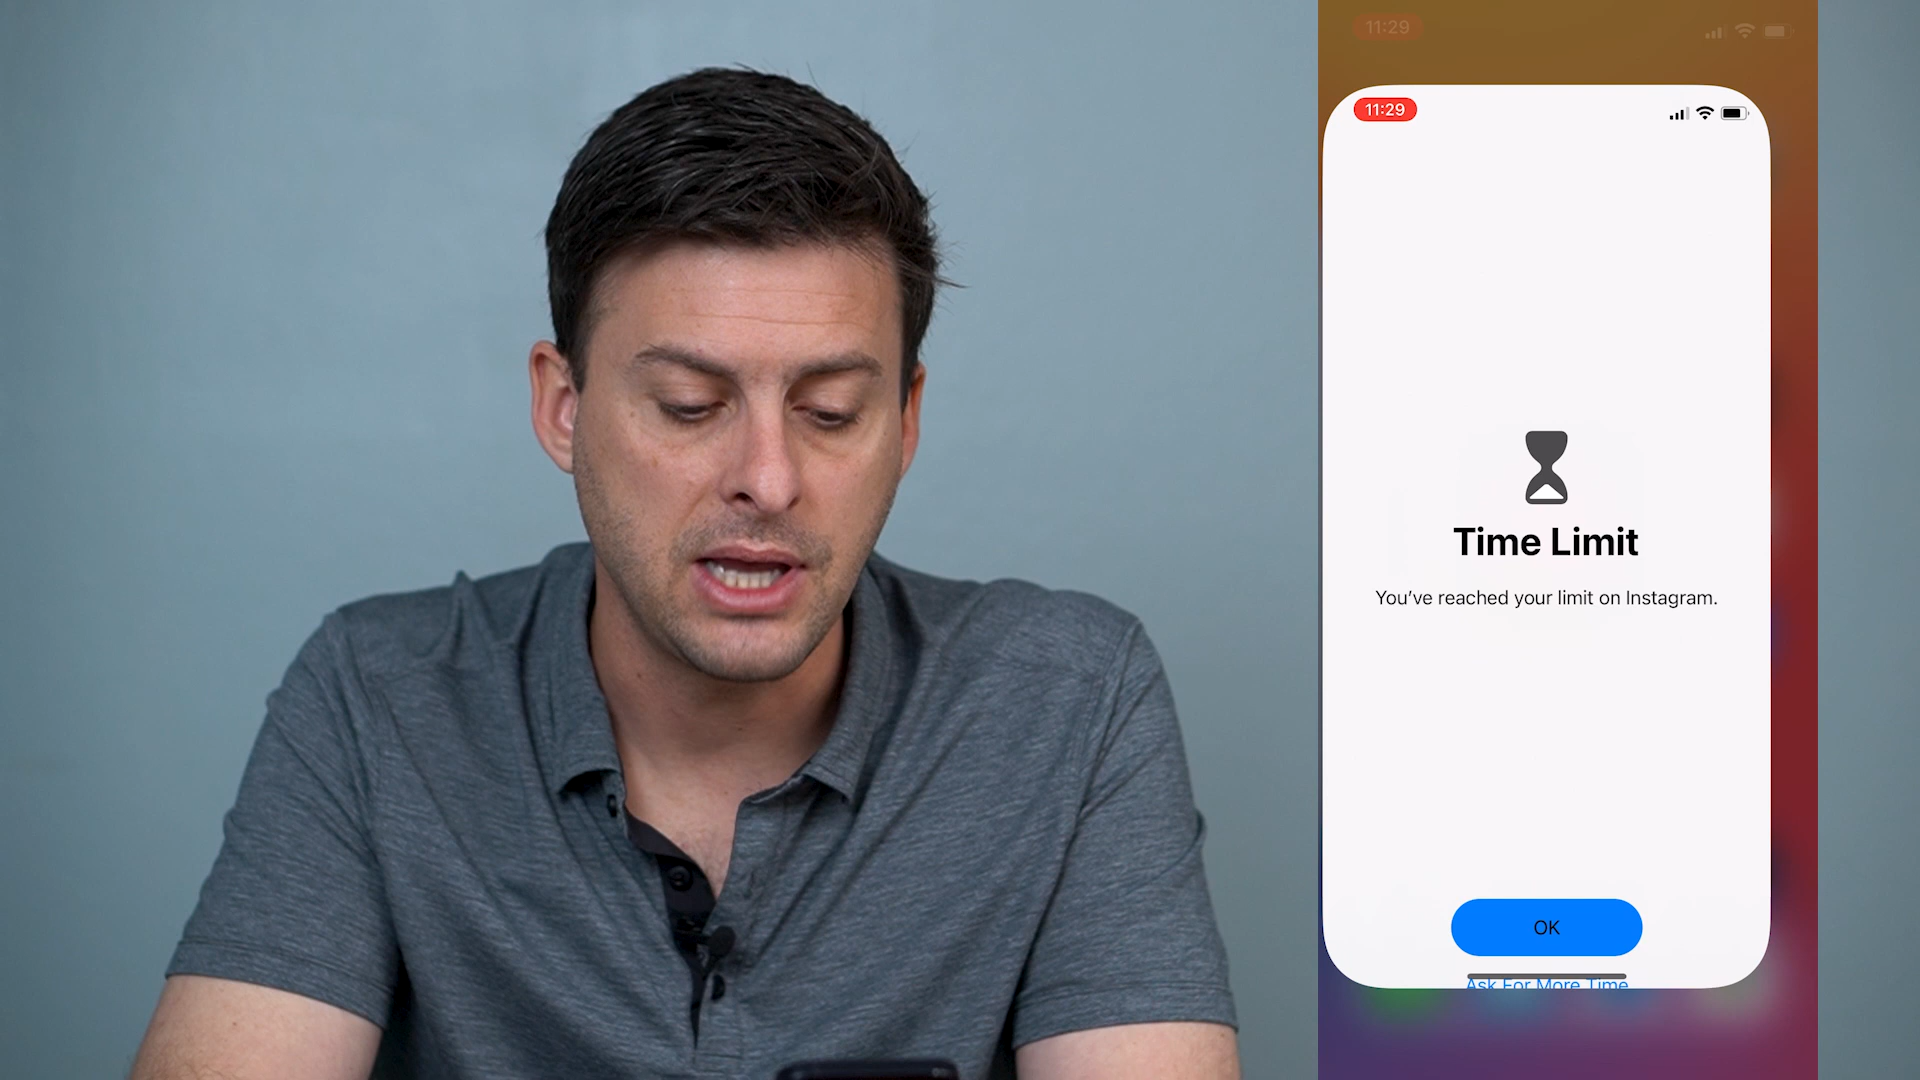 11:29
11:29
Time Limit
You’ve reached your limit on Instagram.
OK
Ask For More Time